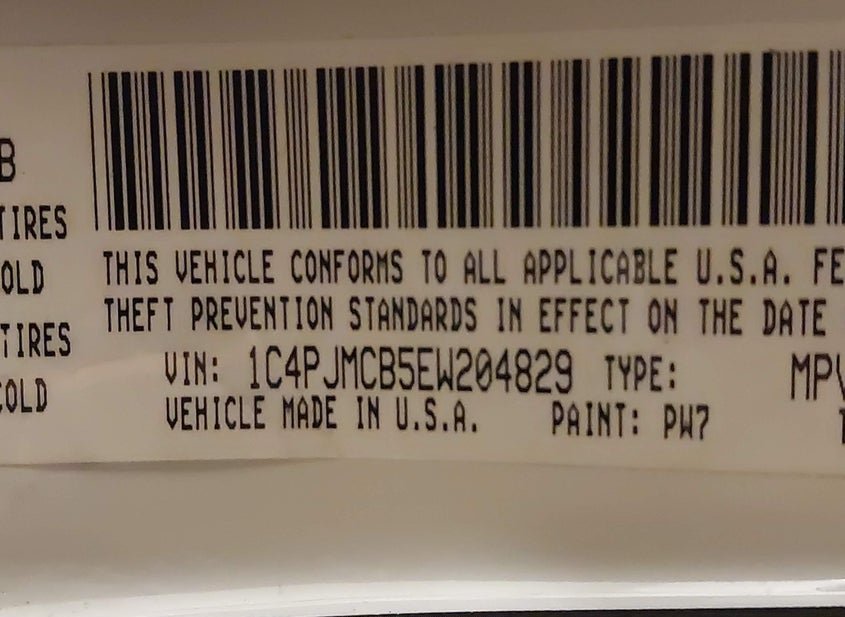 B
TIRES
OLD
TIRES
COLD
THIS VEHICLE CONFORMS TO ALL APPLICABLE U.S.A. FE
THEFT PREVENTION STANDARDS IN EFFECT ON THE DATE
VIN: 1C4PJMCB5EW204829 TYPE: MPV
VEHICLE MADE IN U.S.A. PAINT: PW7